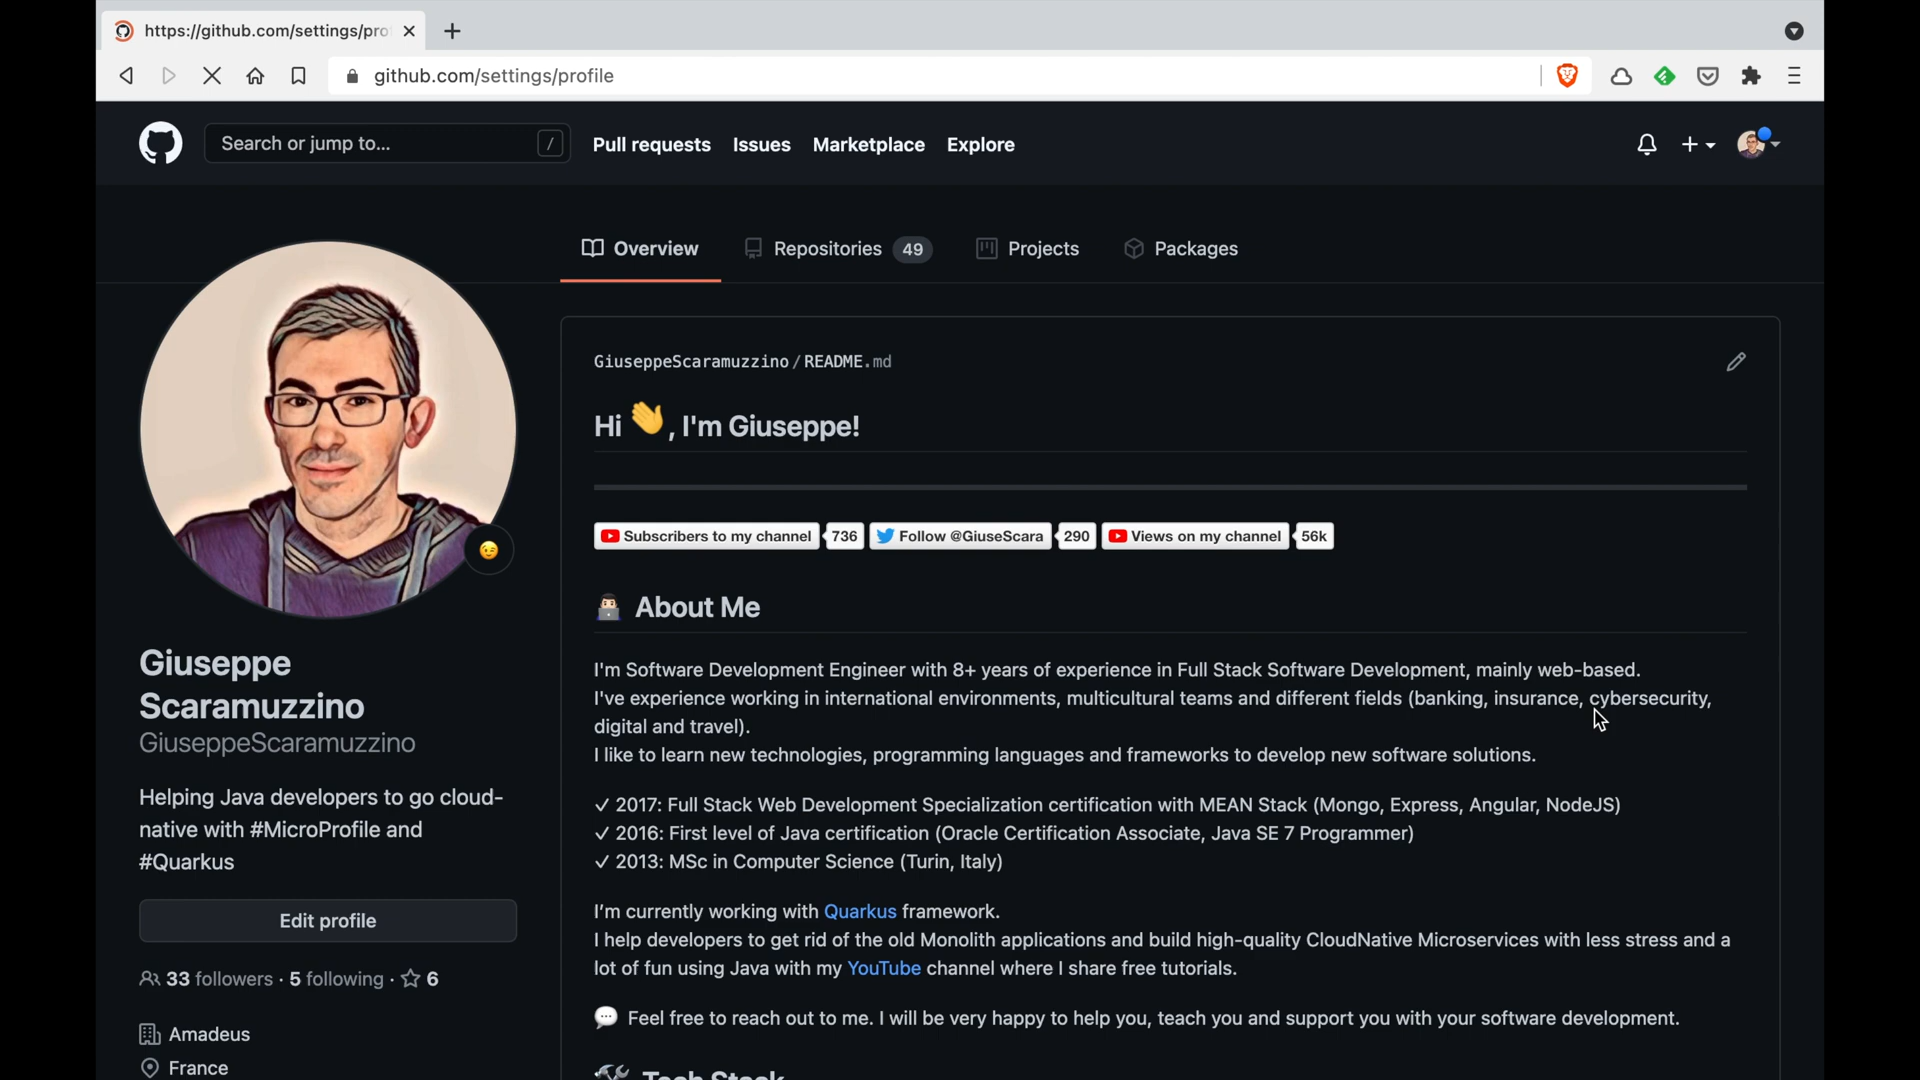 https://github.com/settings/pro
github.com/settings/profile
Search or jump to...
/
Pull requests
Issues
Marketplace
Explore
Overview
Repositories 49
Projects
Packages
GiuseppeScaramuzzino/README.md
Hi 👋, I'm Giuseppe!
Subscribers to my channel 736 Follow @GiuseScara 290 Views on my channel 56k
About Me
I'm Software Development Engineer with 8+ years of experience in Full Stack Software Development, mainly web-based.
I've experience working in international environments, multicultural teams and different fields (banking, insurance, cybersecurity,
digital and travel).
I like to learn new technologies, programming languages and frameworks to develop new software solutions.
✓ 2017: Full Stack Web Development Specialization certification with MEAN Stack (Mongo, Express, Angular, NodeJS)
✓ 2016: First level of Java certification (Oracle Certification Associate, Java SE 7 Programmer)
✓ 2013: MSc in Computer Science (Turin, Italy)
I'm currently working with Quarkus framework.
I help developers to get rid of the old Monolith applications and build high-quality CloudNative Microservices with less stress and a
lot of fun using Java with my YouTube channel where I share free tutorials.
💬 Feel free to reach out to me. I will be very happy to help you, teach you and support you with your software development.
Tech Stack
Giuseppe
Scaramuzzino
GiuseppeScaramuzzino
Helping Java developers to go cloud-
native with #MicroProfile and
#Quarkus
Edit profile
33 followers · 5 following · 6
Amadeus
France